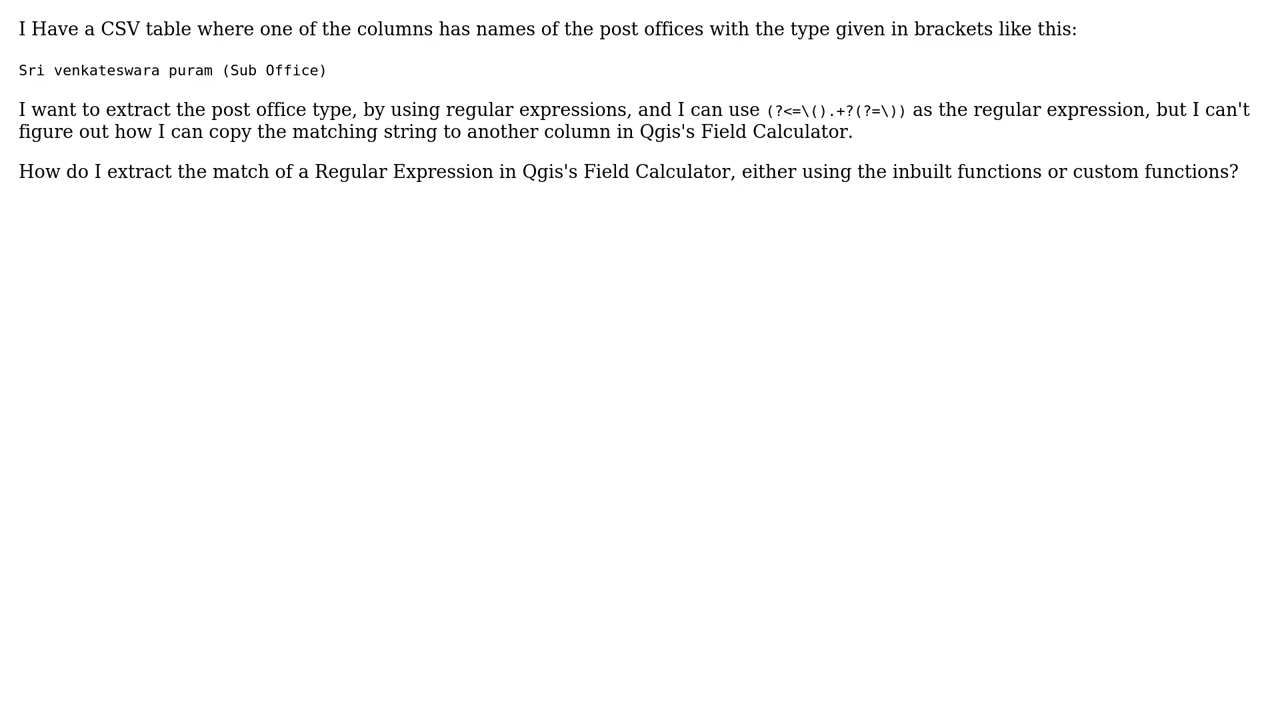 I Have a CSV table where one of the columns has names of the post offices with the type given in brackets like this:
Sri venkateswara puram (Sub Office)
I want to extract the post office type, by using regular expressions, and I can use (?<=\().+?(?=\)) as the regular expression, but I can't
figure out how I can copy the matching string to another column in Qgis's Field Calculator.
How do I extract the match of a Regular Expression in Qgis's Field Calculator, either using the inbuilt functions or custom functions?